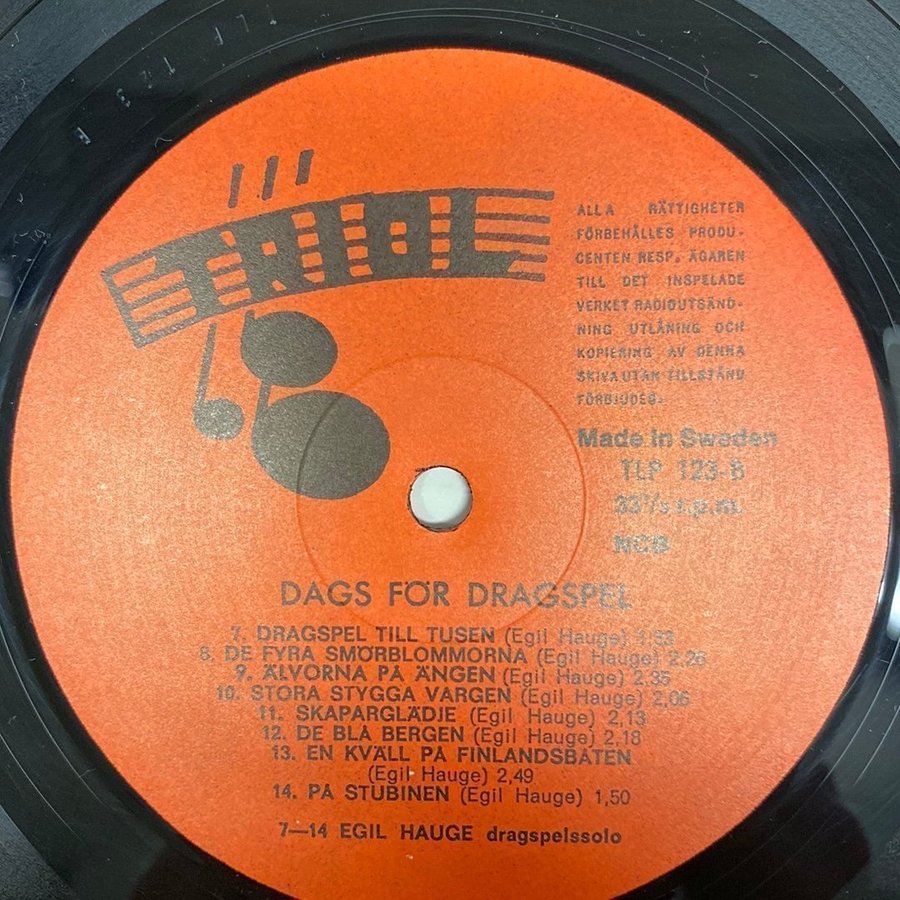 TRIOL
ALLA RÄTTIGHETER
FÖRBEHÅLLES PRODU-
CENTEN RESP. ÄGAREN
TILL DET INSPELADE
VERKET RADIOUTSÄND-
NING UTLÅNING OCH
KOPIERING AV DENNA
SKIVA UTAN TILLSTÅND
FÖRBJUDES.
Made in Sweden
TLP 123-B
33 1/3 r.p.m.
NCB
DAGS FÖR DRAGSPEL
7. DRAGSPEL TILL TUSEN (Egil Hauge) 1,53
8. DE FYRA SMÖRBLOMMORNA (Egil Hauge) 2,26
9. ÄLVORNA PÅ ÄNGEN (Egil Hauge) 2,35
10. STORA STYGGA VARGEN (Egil Hauge) 2,06
11. SKAPARGLÄDJE (Egil Hauge) 2,13
12. DE BLÅ BERGEN (Egil Hauge) 2,18
13. EN KVÄLL PÅ FINLANDSBÅTEN
(Egil Hauge) 2,49
14. PÅ STUBINEN (Egil Hauge) 1,50
7—14 EGIL HAUGE dragspelssolo